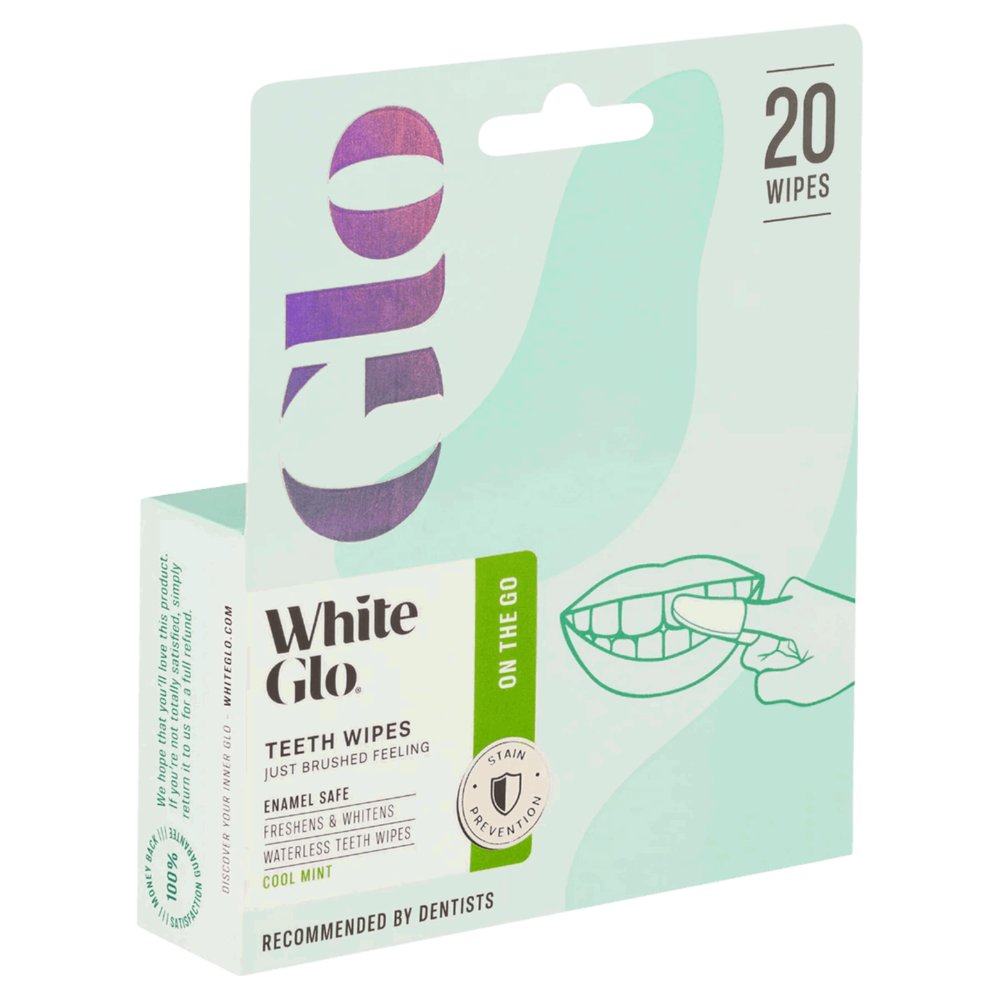 Glo
20
WIPES
White
Glo®
TEETH WIPES
JUST BRUSHED FEELING
ENAMEL SAFE
FRESHENS & WHITENS
WATERLESS TEETH WIPES
COOL MINT
ON THE GO
STAIN
PREVENTION
RECOMMENDED BY DENTISTS
We hope that you'll love this product.
If you're not totally satisfied, simply
return it to us for a full refund.
DISCOVER YOUR INNER GLO - WHITEGLO.COM
MONEY BACK /// SATISFACTION GUARANTEE ///
100%